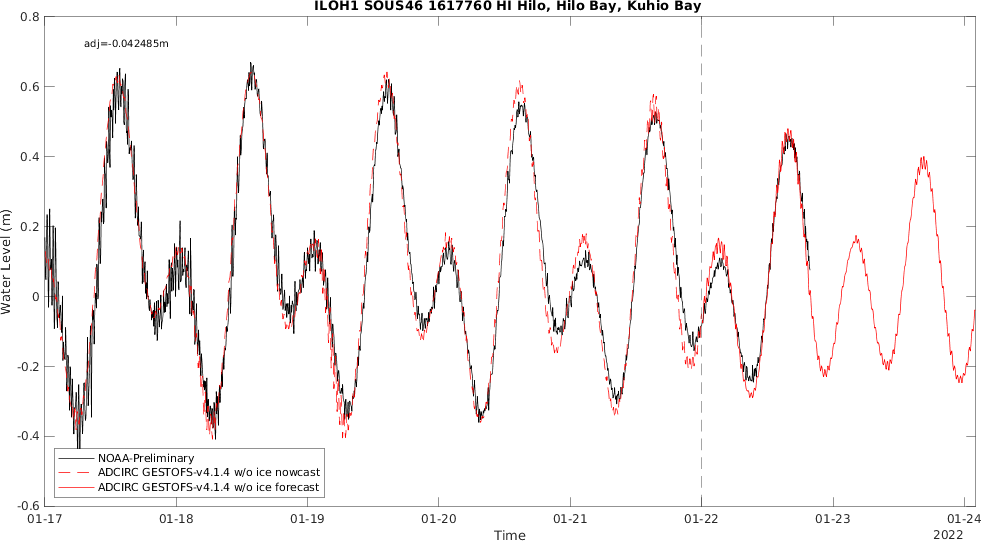 ILOH1 SOUS46 1617760 HI Hilo, Hilo Bay, Kuhio Bay
adj=-0.042485m
Water Level (m)
0.8
0.6
0.4
0.2
0
-0.2
-0.4
-0.6
NOAA-Preliminary
ADCIRC GESTOFS-v4.1.4 w/o ice nowcast
ADCIRC GESTOFS-v4.1.4 w/o ice forecast
01-17 01-18 01-19 01-20 01-21 01-22 01-23 01-24
Time
2022